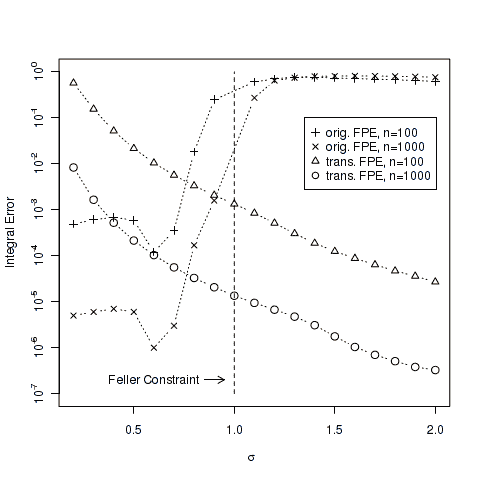 10^0
10^-1
10^-2
10^-3
10^-4
10^-5
10^-6
10^-7
Integral Error
orig. FPE, n=100
orig. FPE, n=1000
trans. FPE, n=100
trans. FPE, n=1000
Feller Constraint
0.5 1.0 1.5 2.0
σ